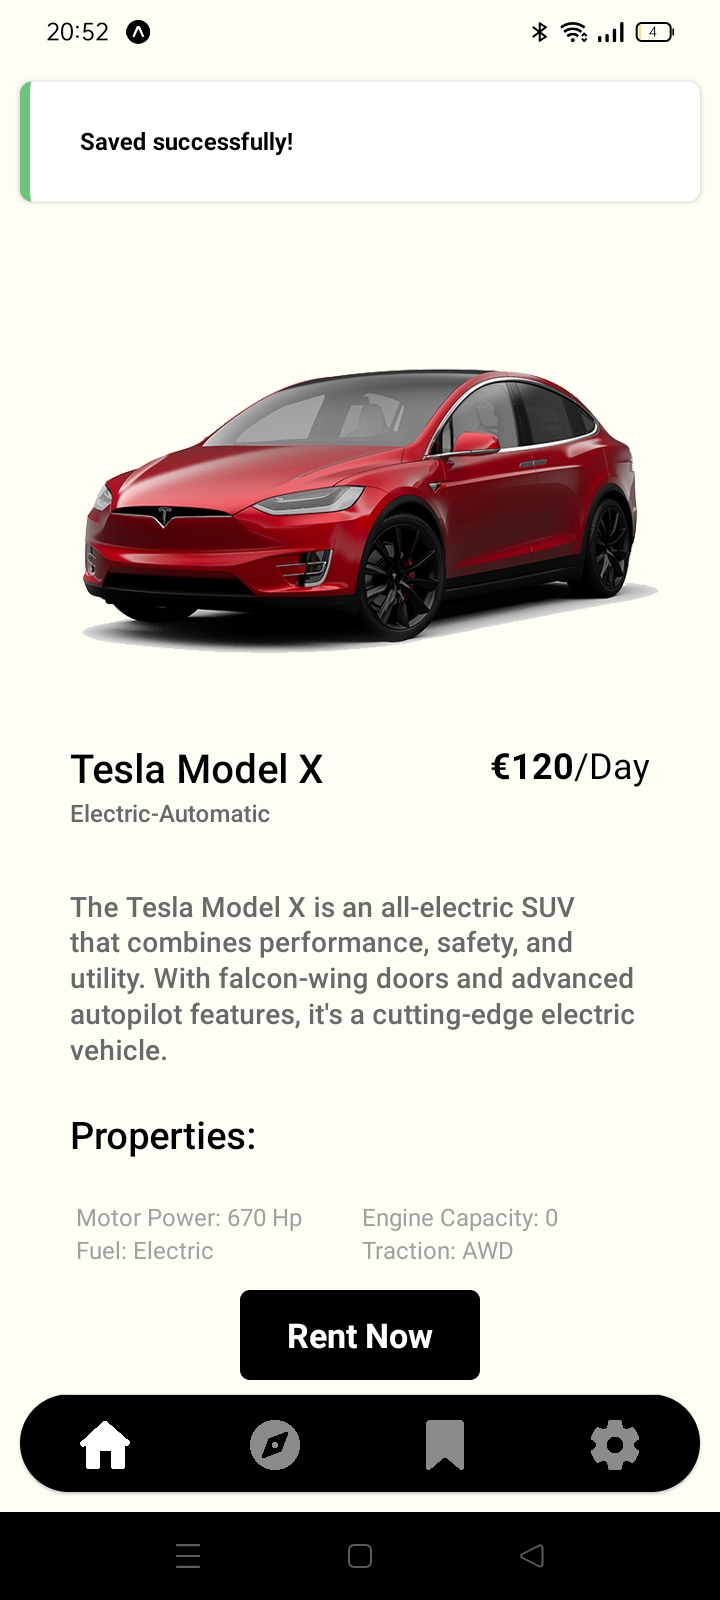 20:52
4
Saved successfully!
Tesla Model X
€120/Day
Electric-Automatic
The Tesla Model X is an all-electric SUV
that combines performance, safety, and
utility. With falcon-wing doors and advanced
autopilot features, it's a cutting-edge electric
vehicle.
Properties:
Motor Power: 670 Hp
Engine Capacity: 0
Fuel: Electric
Traction: AWD
Rent Now